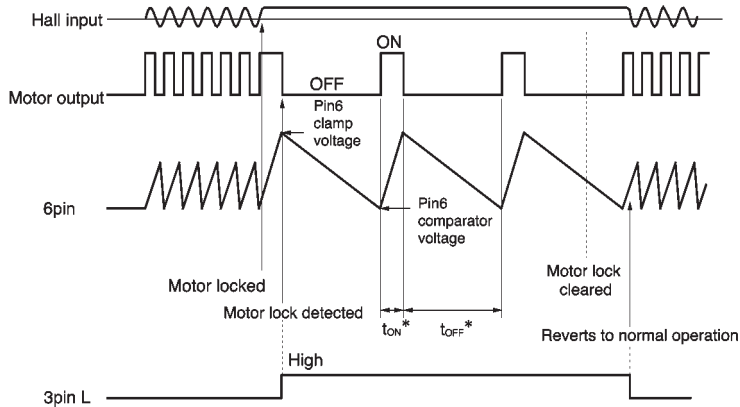 Hall input
ON
OFF
Motor output
Pin6
clamp
voltage
6pin
Pin6
comparator
voltage
Motor locked
Motor lock
cleared
Motor lock detected
tON*
tOFF*
Reverts to normal operation
High
3pin L